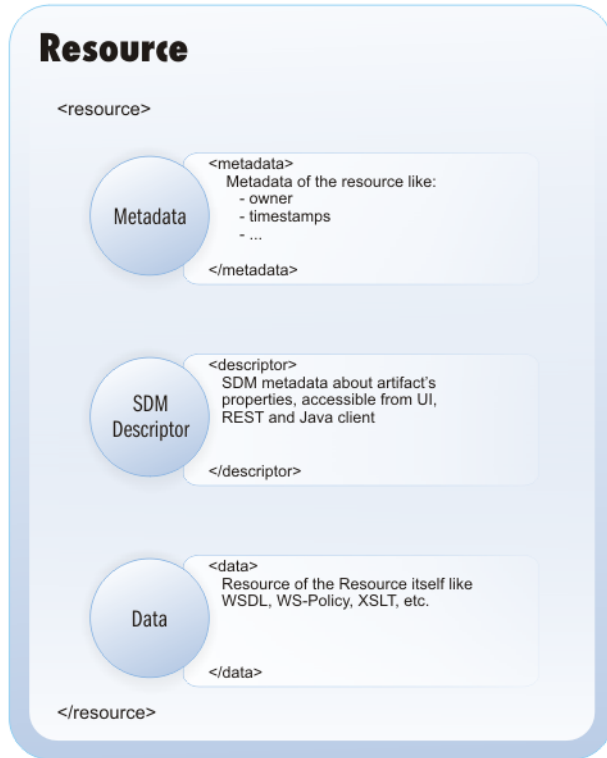 Resource
<resource>
Metadata
<metadata>
Metadata of the resource like:
- owner
- timestamps
- ...
</metadata>
SDM
Descriptor
<descriptor>
SDM metadata about artifact's
properties, accessible from UI,
REST and Java client
</descriptor>
Data
<data>
Resource of the Resource itself like
WSDL, WS-Policy, XSLT, etc.
</data>
</resource>